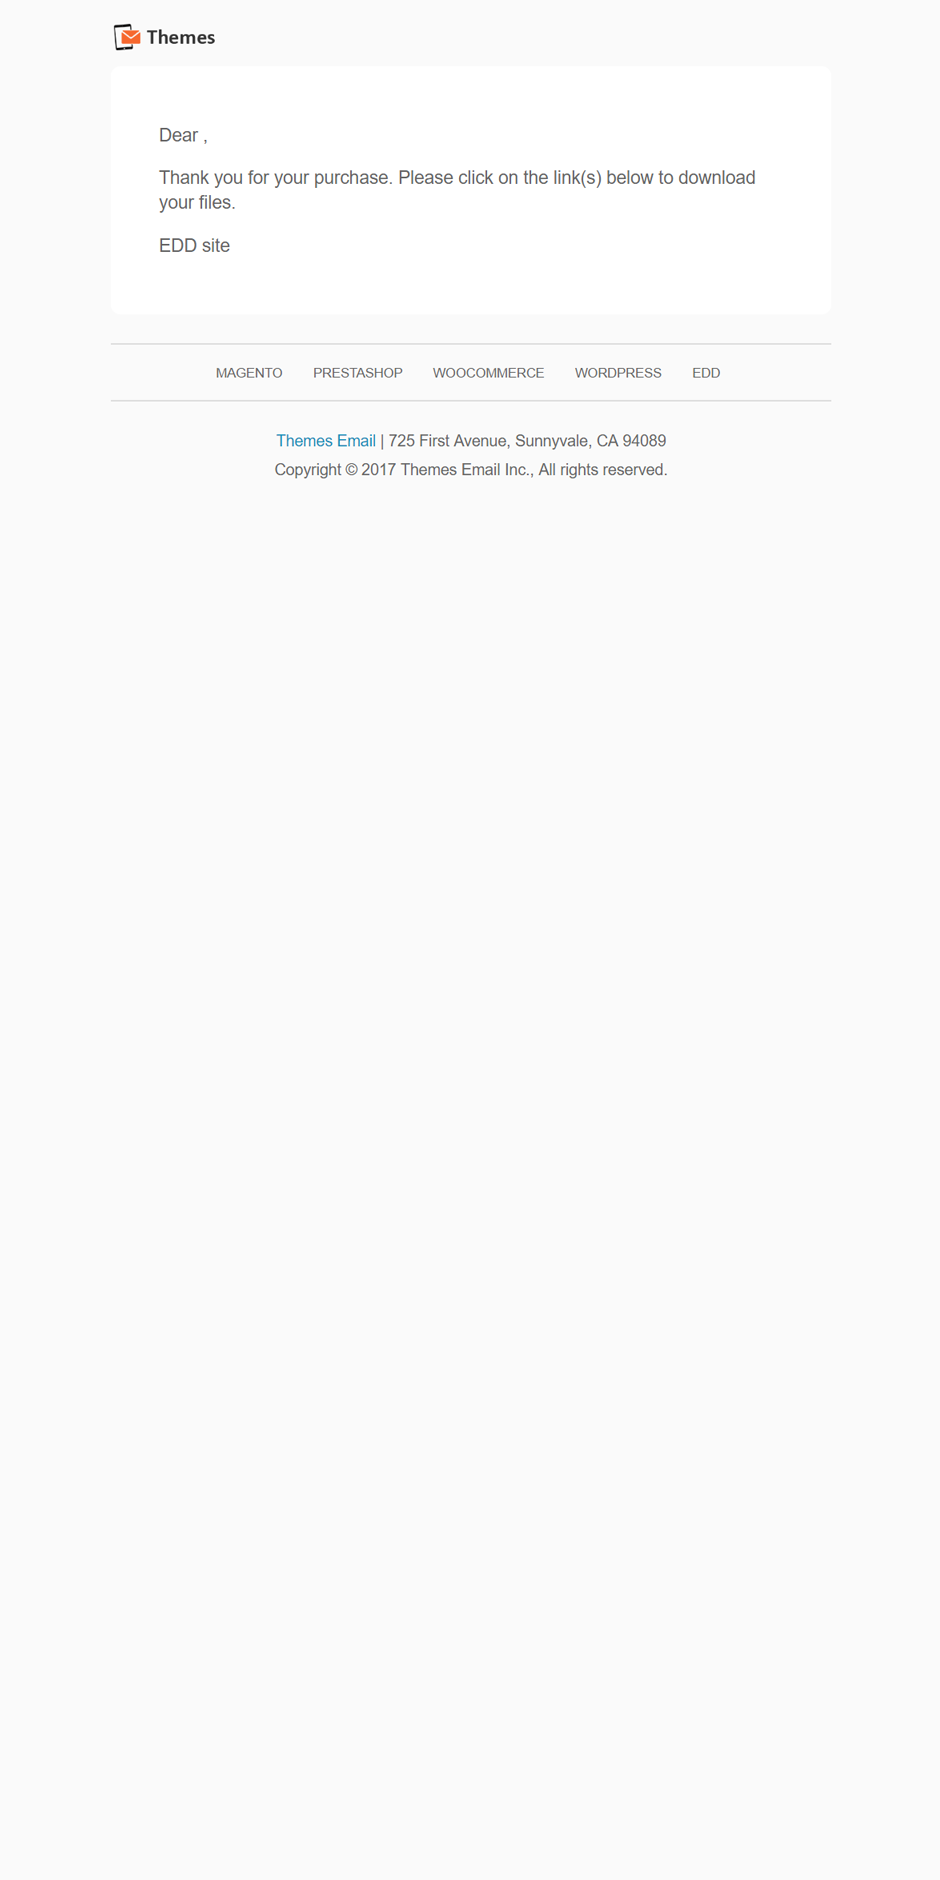 Themes
Dear ,
Thank you for your purchase. Please click on the link(s) below to download
your files.
EDD site
MAGENTO PRESTASHOP WOOCOMMERCE WORDPRESS EDD
Themes Email | 725 First Avenue, Sunnyvale, CA 94089
Copyright © 2017 Themes Email Inc., All rights reserved.